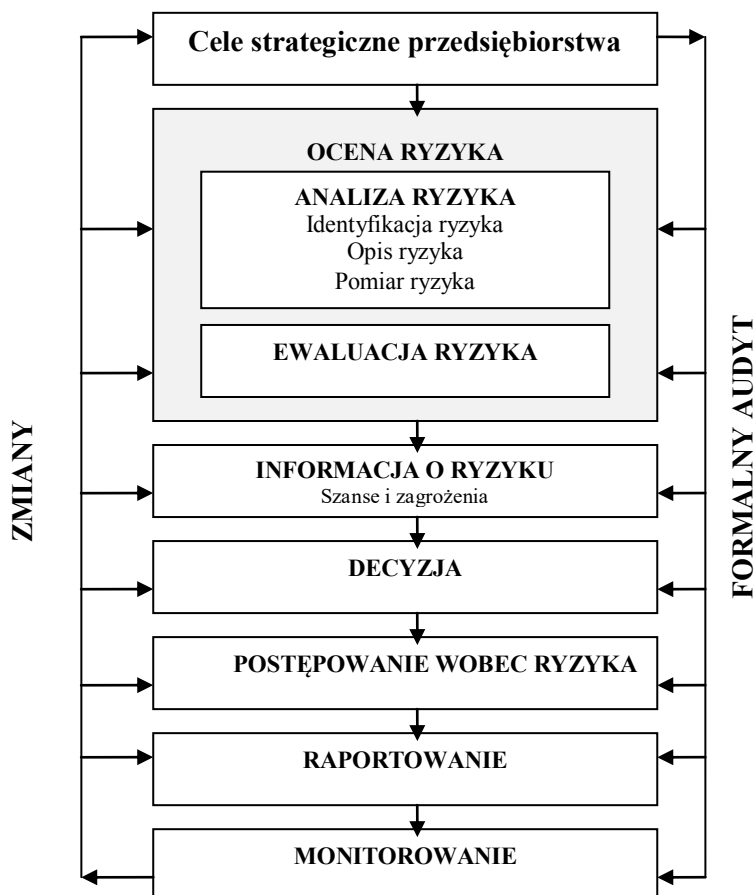 Cele strategiczne przedsiębiorstwa
OCENA RYZYKA
ANALIZA RYZYKA
Identyfikacja ryzyka
Opis ryzyka
Pomiar ryzyka
EWALUACJA RYZYKA
INFORMACJA O RYZYKU
Szanse i zagrożenia
DECYZJA
POSTĘPOWANIE WOBEC RYZYKA
RAPORTOWANIE
MONITOROWANIE
ZMIANY
FORMALNY AUDYT